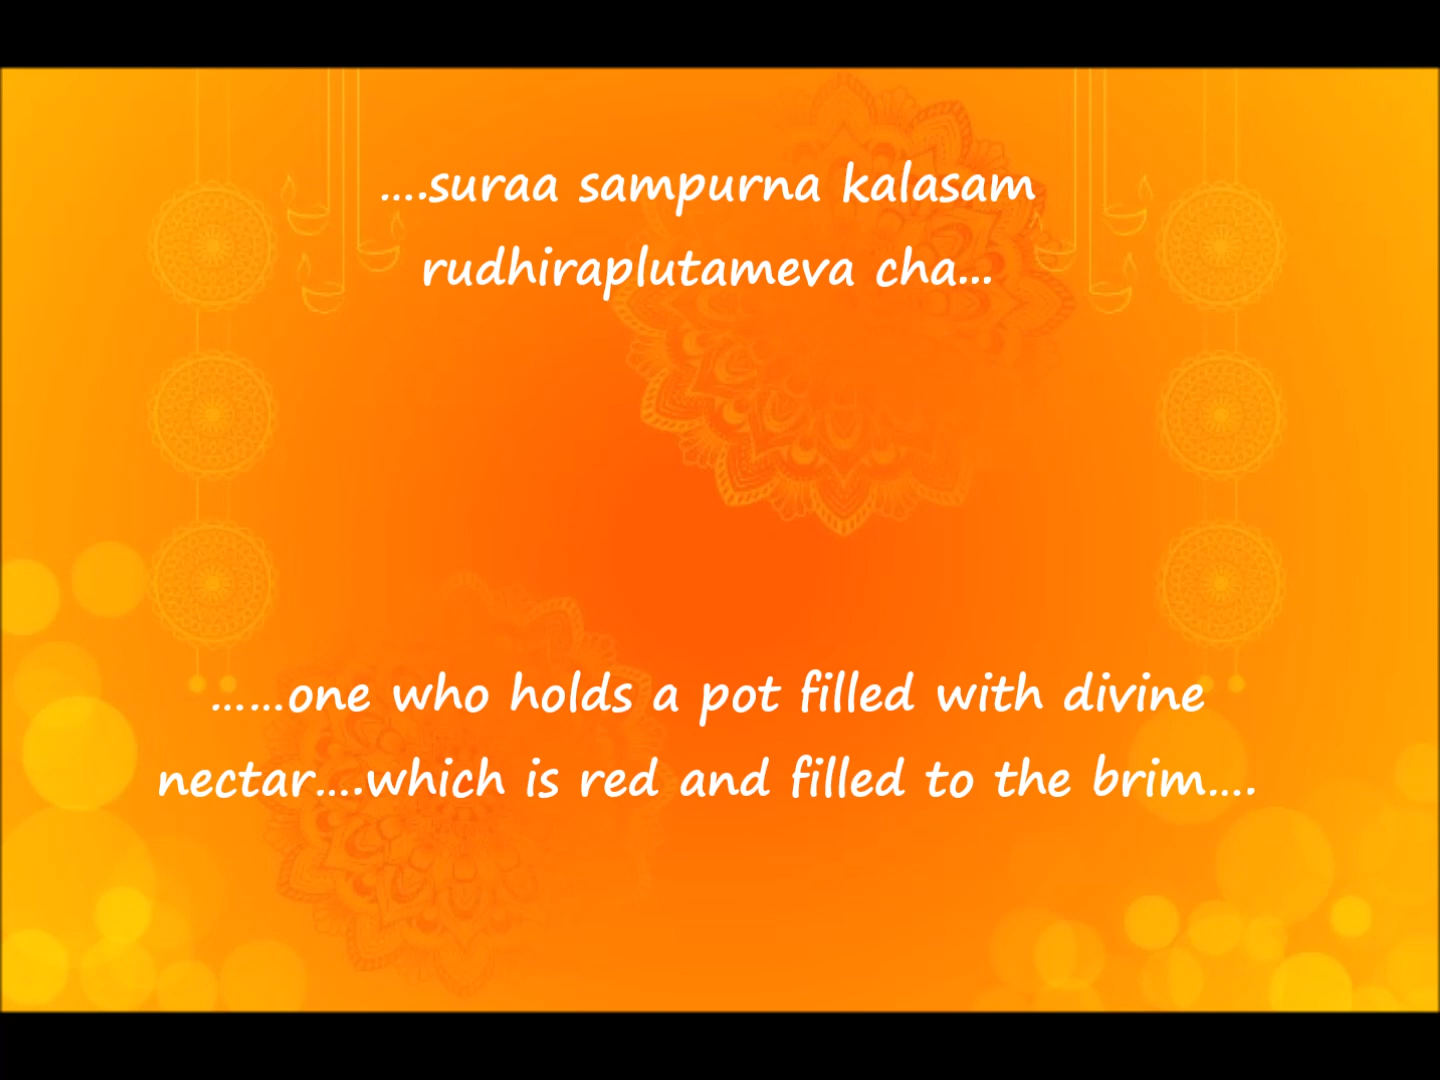 ....suraa sampurna kalasam
rudhiraplutameva cha...
......one who holds a pot filled with divine
nectar....which is red and filled to the brim....